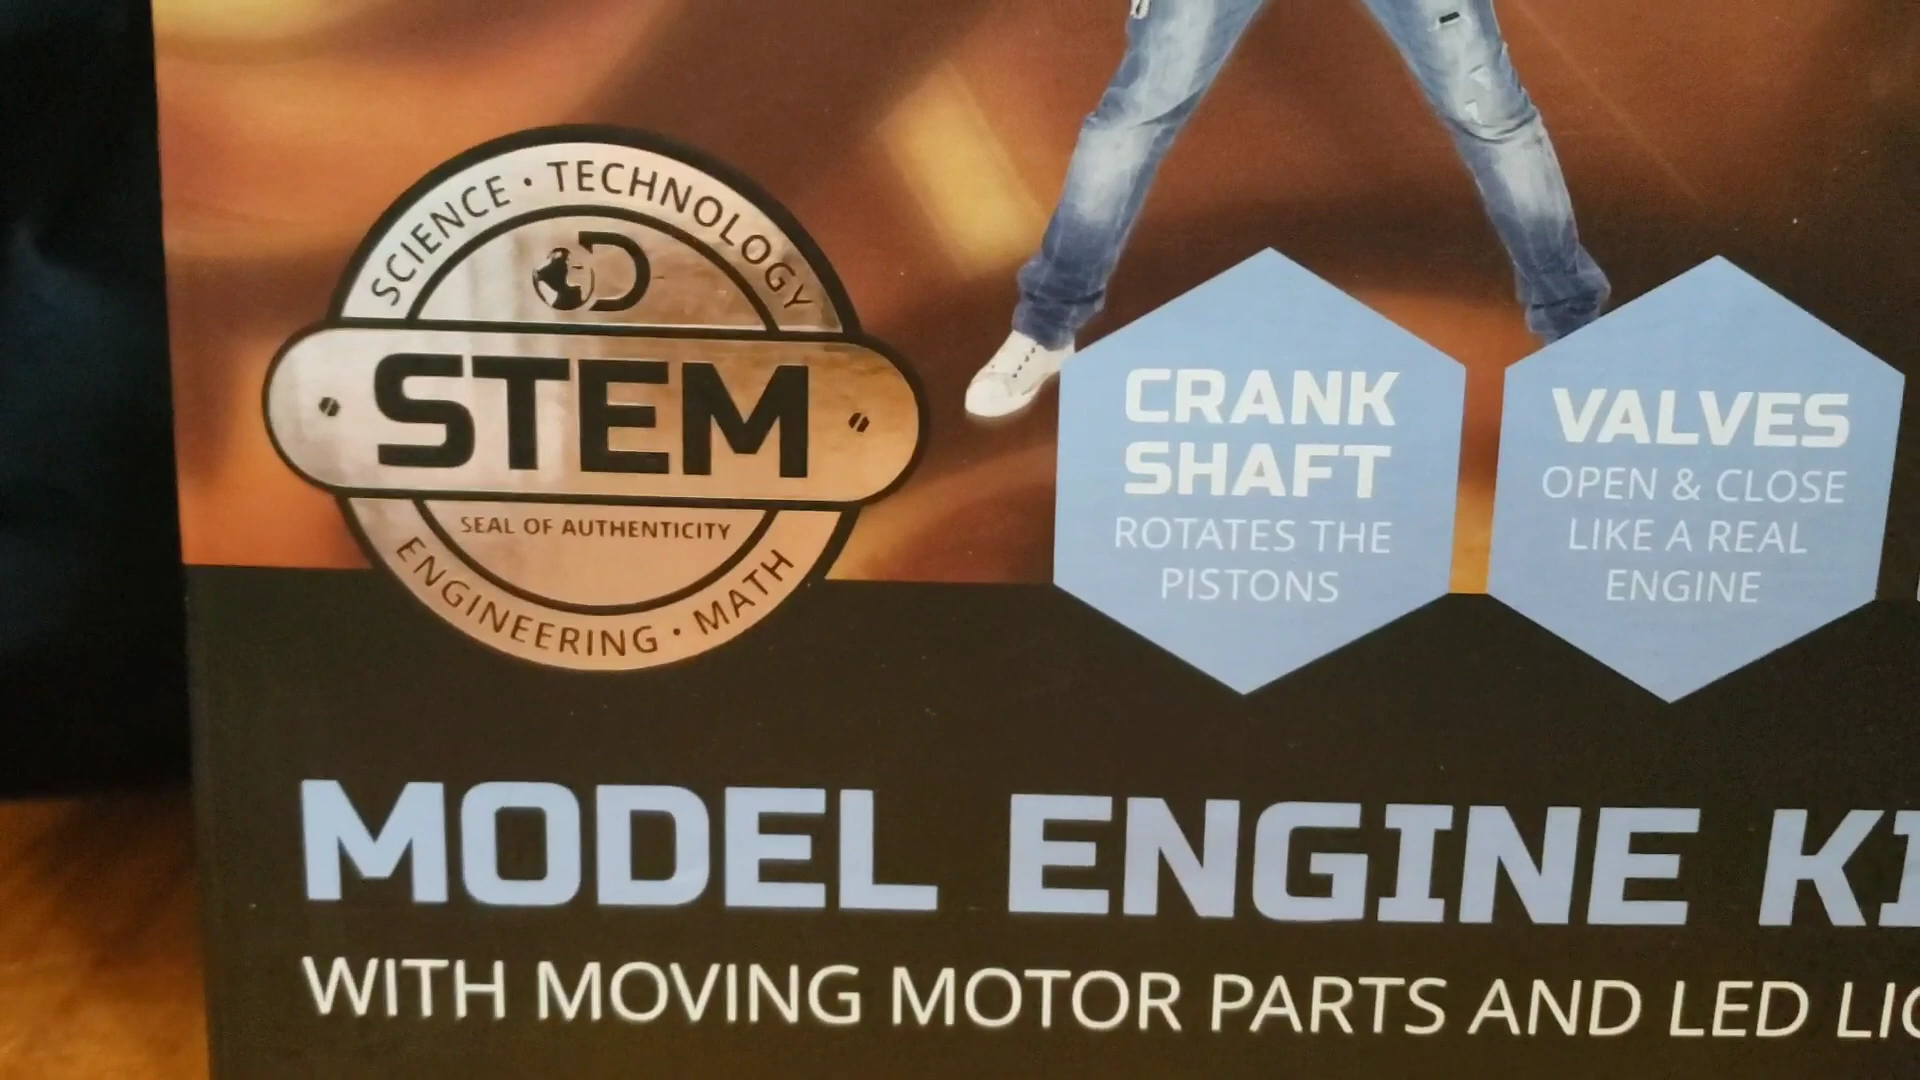 SCIENCE • TECHNOLOGY
D
STEM
SEAL OF AUTHENTICITY
ENGINEERING • MATH
CRANK
SHAFT
ROTATES THE
PISTONS
VALVES
OPEN & CLOSE
LIKE A REAL
ENGINE
MODEL ENGINE
WITH MOVING MOTOR PARTS AND LED